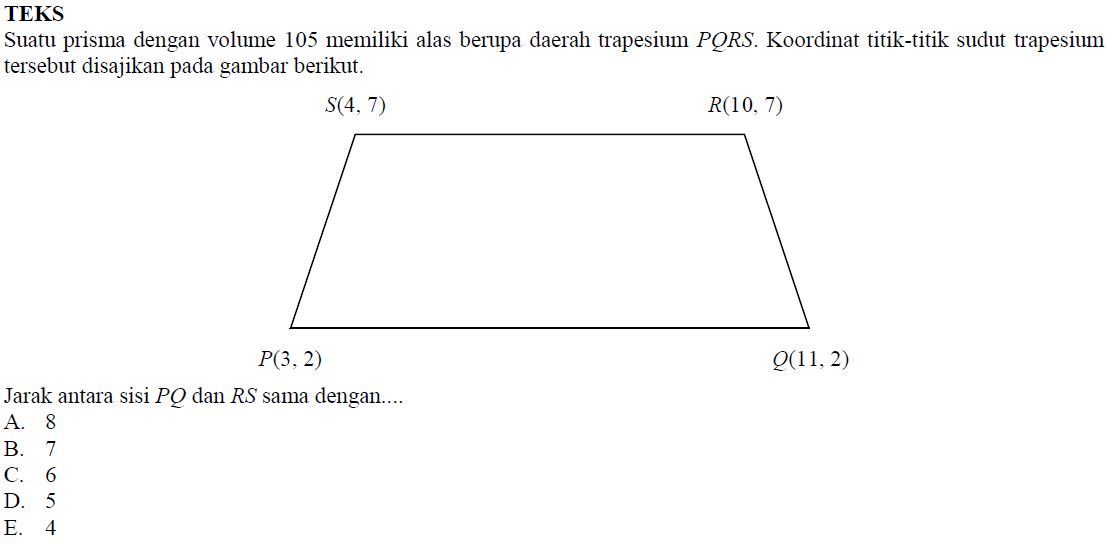 TEKS
Suatu prisma dengan volume 105 memiliki alas berupa daerah trapesium PQRS. Koordinat titik-titik sudut trapesium
tersebut disajikan pada gambar berikut.
S(4, 7) R(10, 7)
P(3, 2) Q(11, 2)
Jarak antara sisi PQ dan RS sama dengan....
A. 8
B. 7
C. 6
D. 5
E. 4